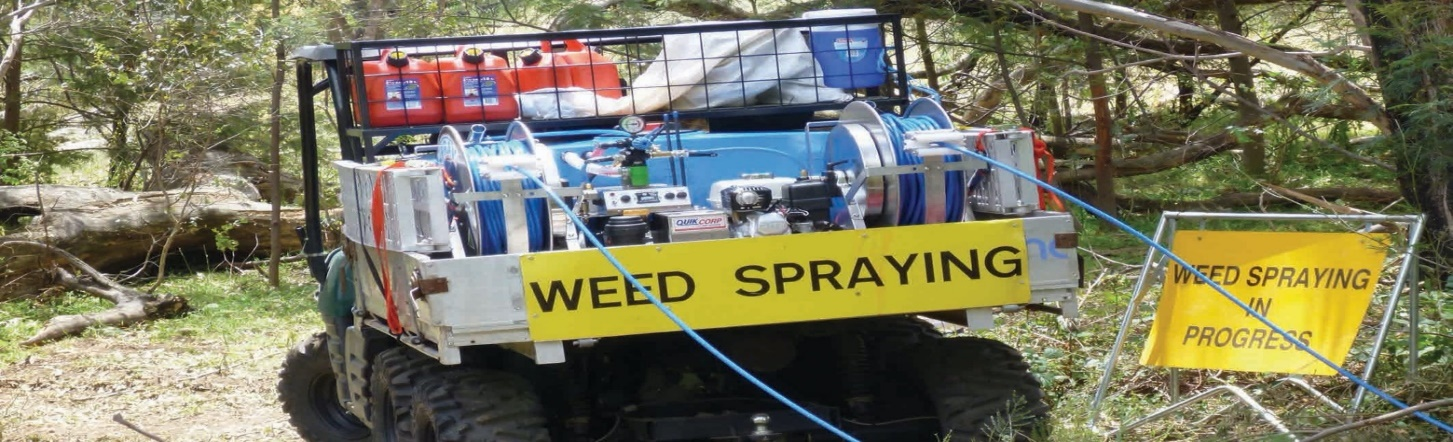 QUIKCORP
WEED SPRAYING
WEED SPRAYING
IN
PROGRESS